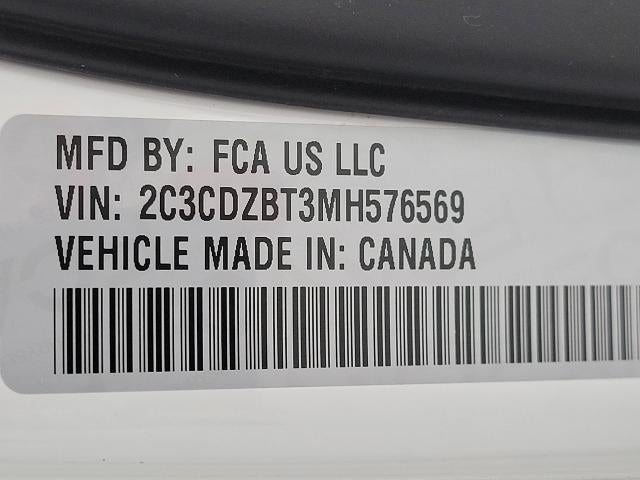 MFD BY: FCA US LLC
VIN: 2C3CDZBT3MH576569
VEHICLE MADE IN: CANADA